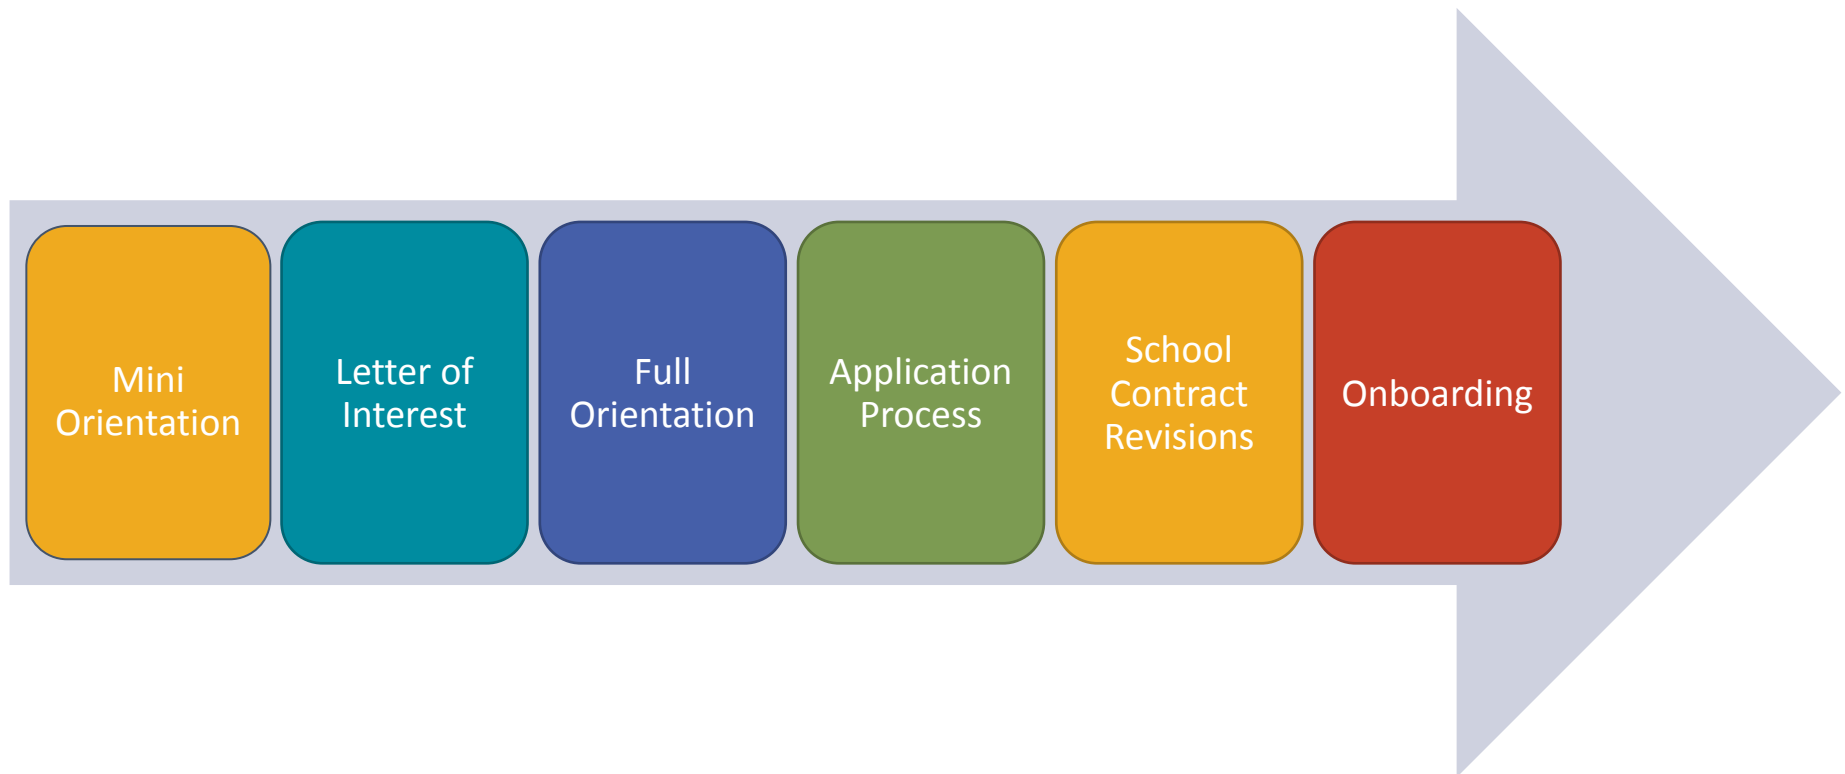 Mini
Orientation
Letter of
Interest
Full
Orientation
Application
Process
School
Contract
Revisions
Onboarding